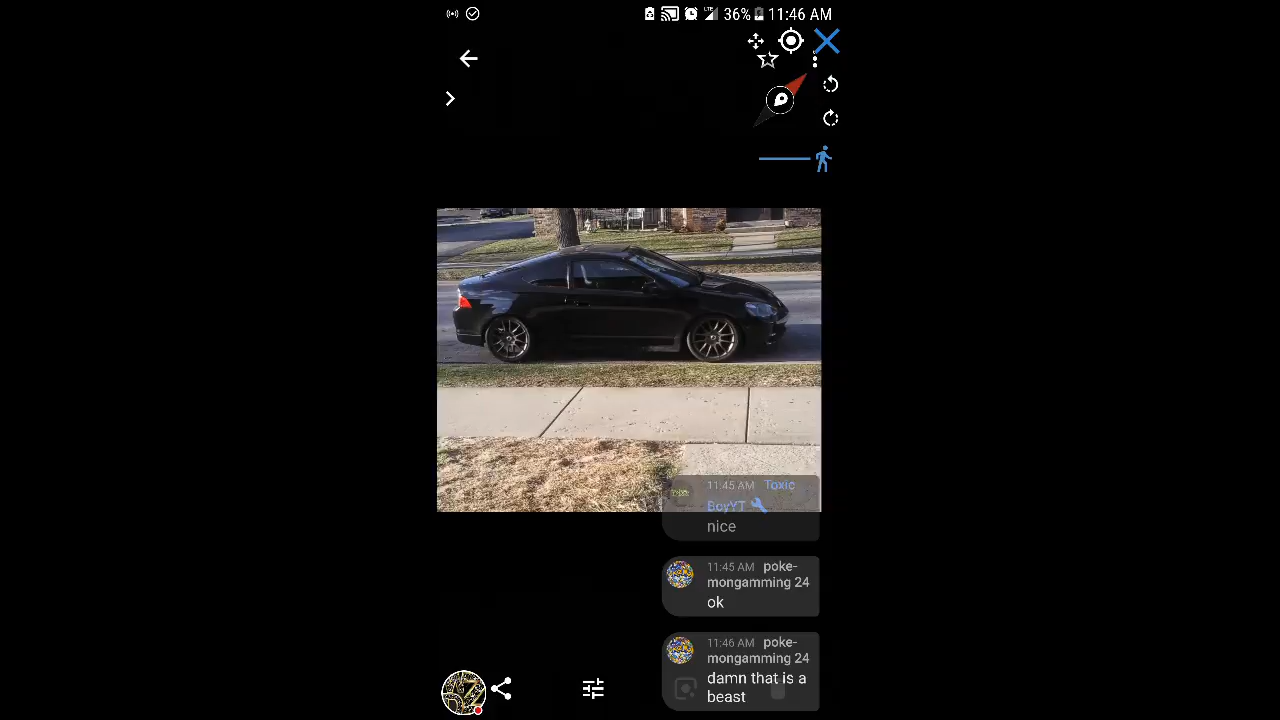 LTE 36% 11:46 AM
11:45 AM Toxic
BoyYT
nice
11:45 AM poke-
mongamming 24
ok
11:46 AM poke-
mongamming 24
damn that is a
beast